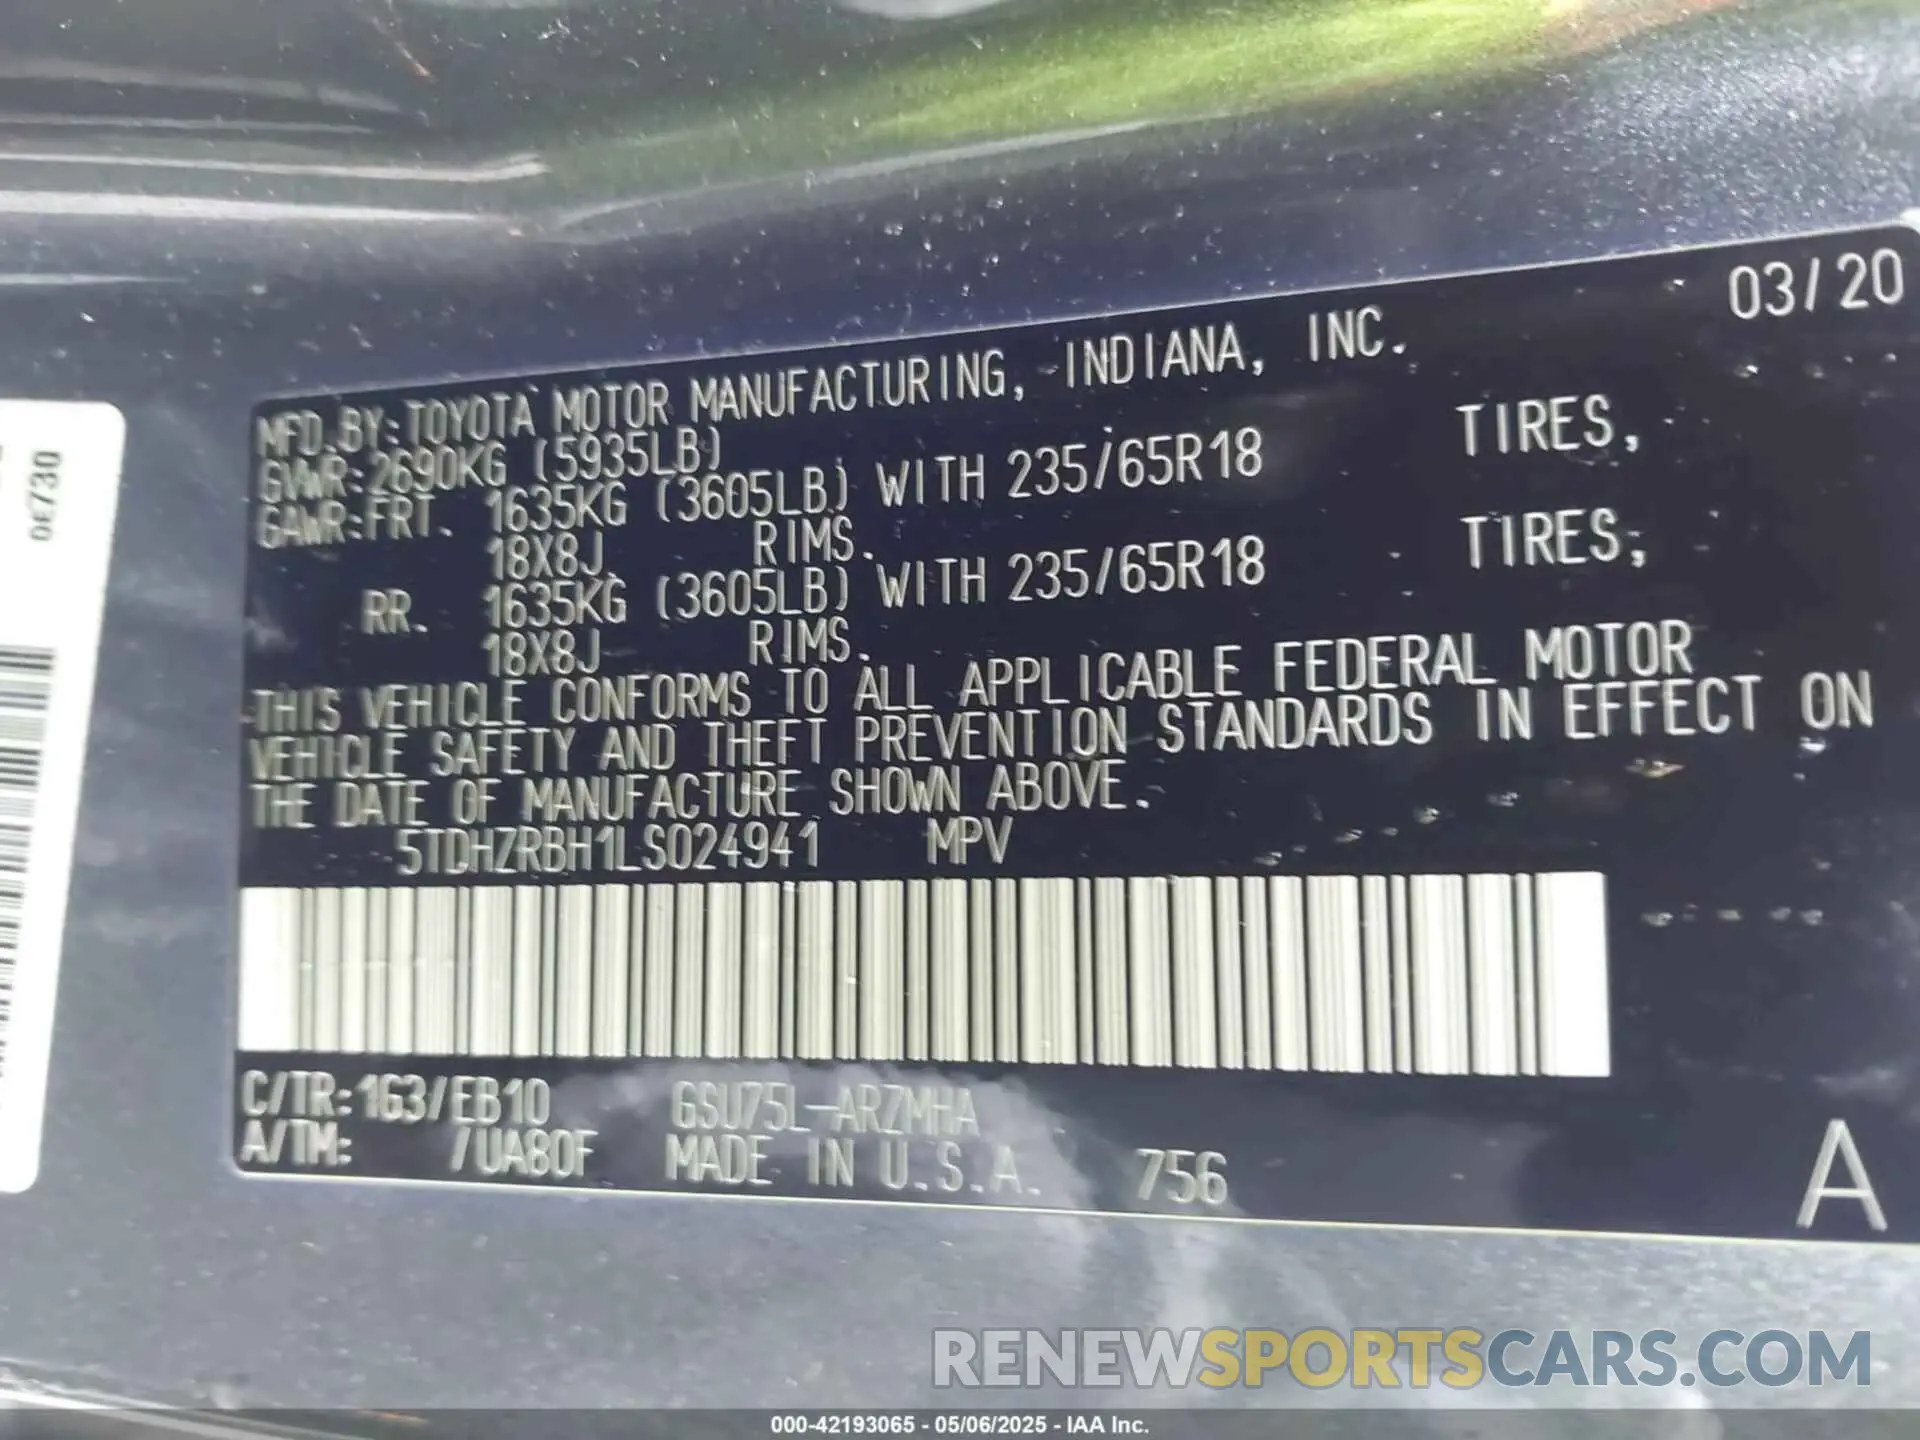 03/20
MFD.BY:TOYOTA MOTOR MANUFACTURING, INDIANA, INC.
GVWR:2690KG (5935LB)
GAWR:FRT. 1635KG (3605LB) WITH 235/65R18 TIRES,
18X8J RIMS.
RR. 1635KG (3605LB) WITH 235/65R18 TIRES,
18X8J RIMS.
THIS VEHICLE CONFORMS TO ALL APPLICABLE FEDERAL MOTOR
VEHICLE SAFETY AND THEFT PREVENTION STANDARDS IN EFFECT ON
THE DATE OF MANUFACTURE SHOWN ABOVE.
5TDHZRBH1LS024941 MPV
C/TR:163/EB10 GSU75L-ARZMHA
A/TM: /UA80F MADE IN U.S.A. 756
A
0E730
RENEWSPORTSCARS.COM
000-42193065 - 05/06/2025 - IAA Inc.